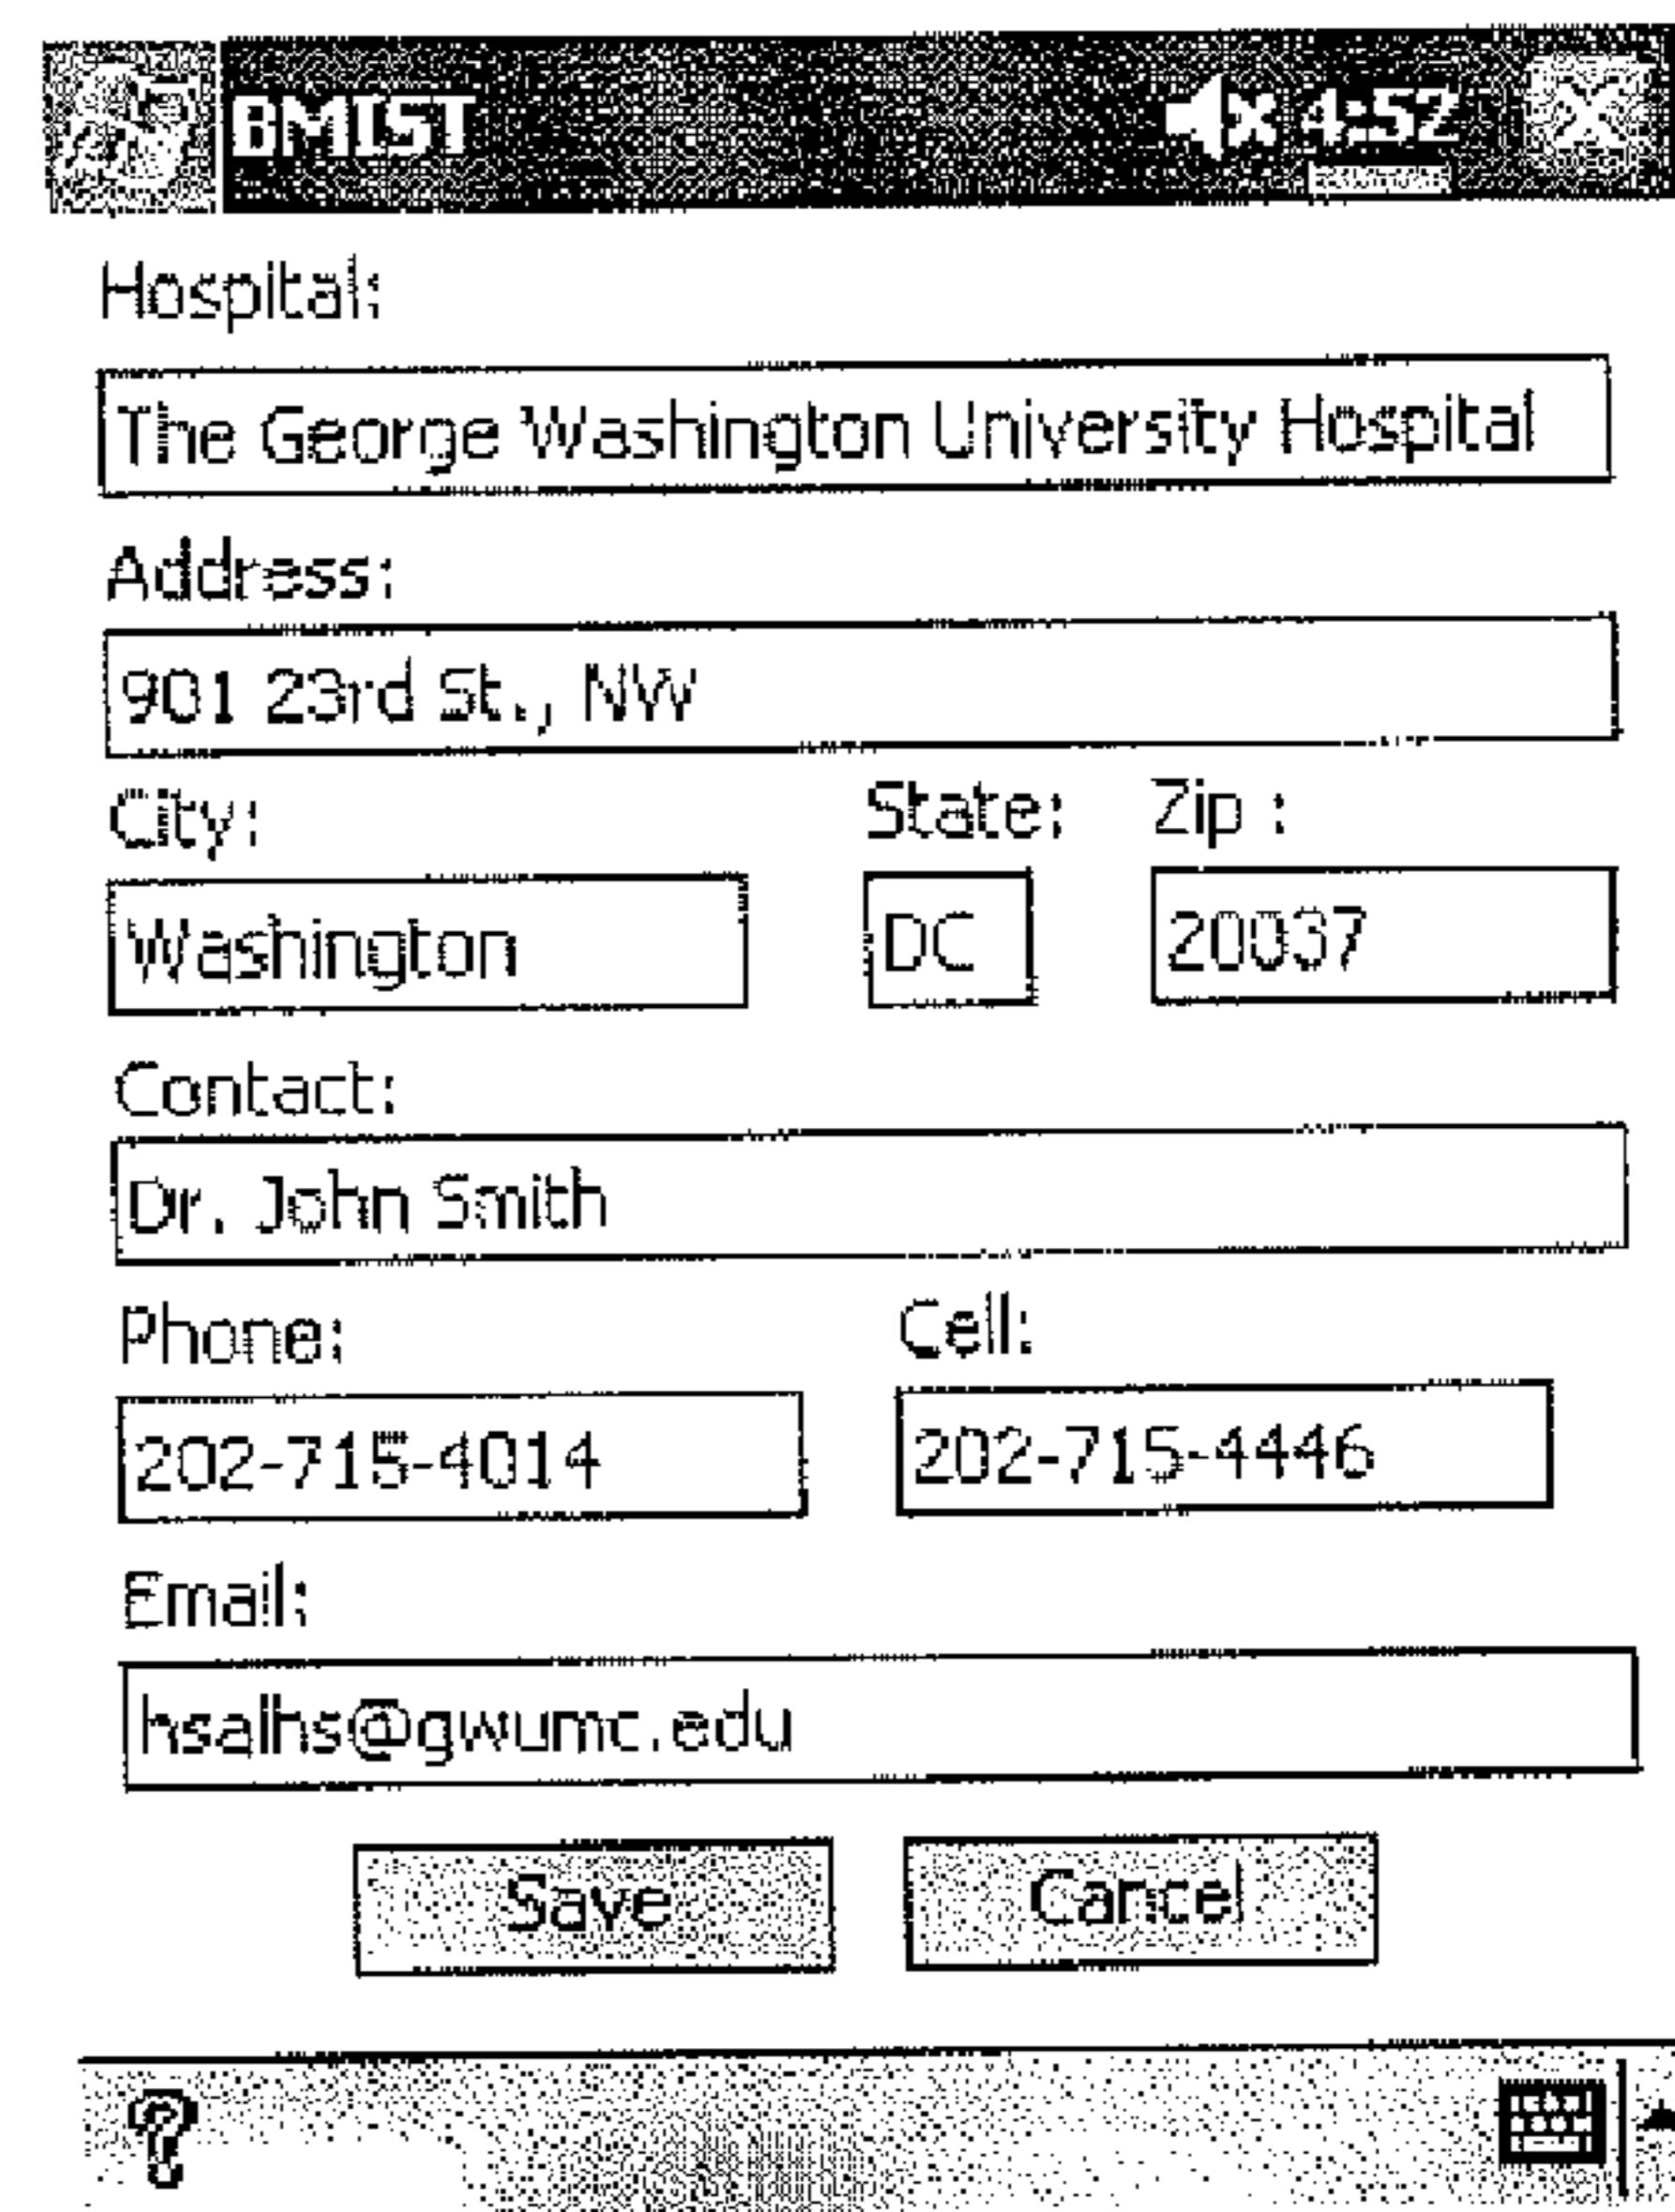 BMIST 4:52
Hospital:
The George Washington University Hospital
Address:
901 23rd St., NW
City: State: Zip :
Washington DC 20037
Contact:
Dr. John Smith
Phone: Cell:
202-715-4014 202-715-4446
Email:
hsalhs@gwumc.edu
Save Cancel
?